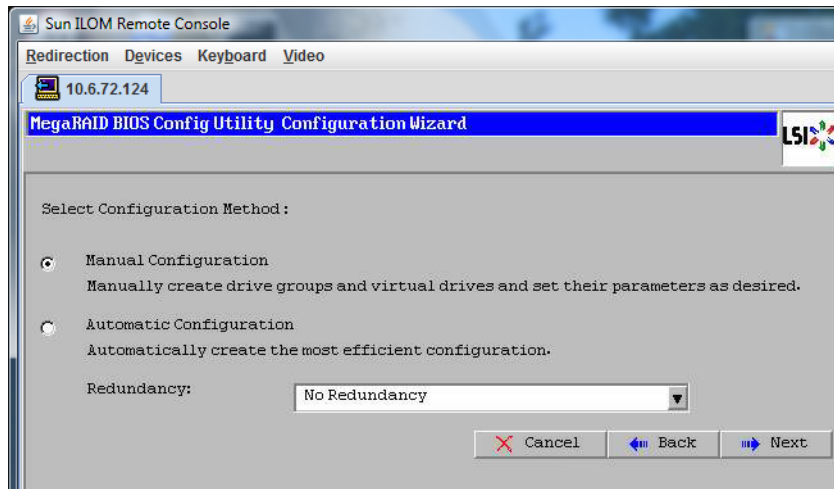 Sun ILOM Remote Console
Redirection Devices Keyboard Video
10.6.72.124
MegaRAID BIOS Config Utility Configuration Wizard
LSI
Select Configuration Method:
Manual Configuration
Manually create drive groups and virtual drives and set their parameters as desired.
Automatic Configuration
Automatically create the most efficient configuration.
Redundancy: No Redundancy
Cancel Back Next